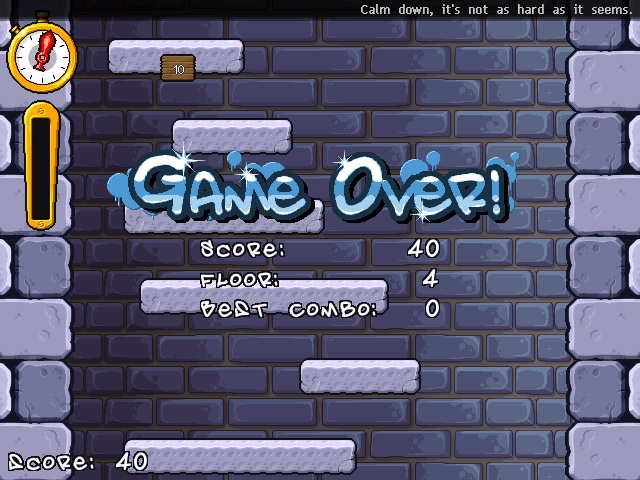 Calm down, it's not as hard as it seems.
10
Game Over!
Score: 40
Floor: 4
Best Combo: 0
Score: 40